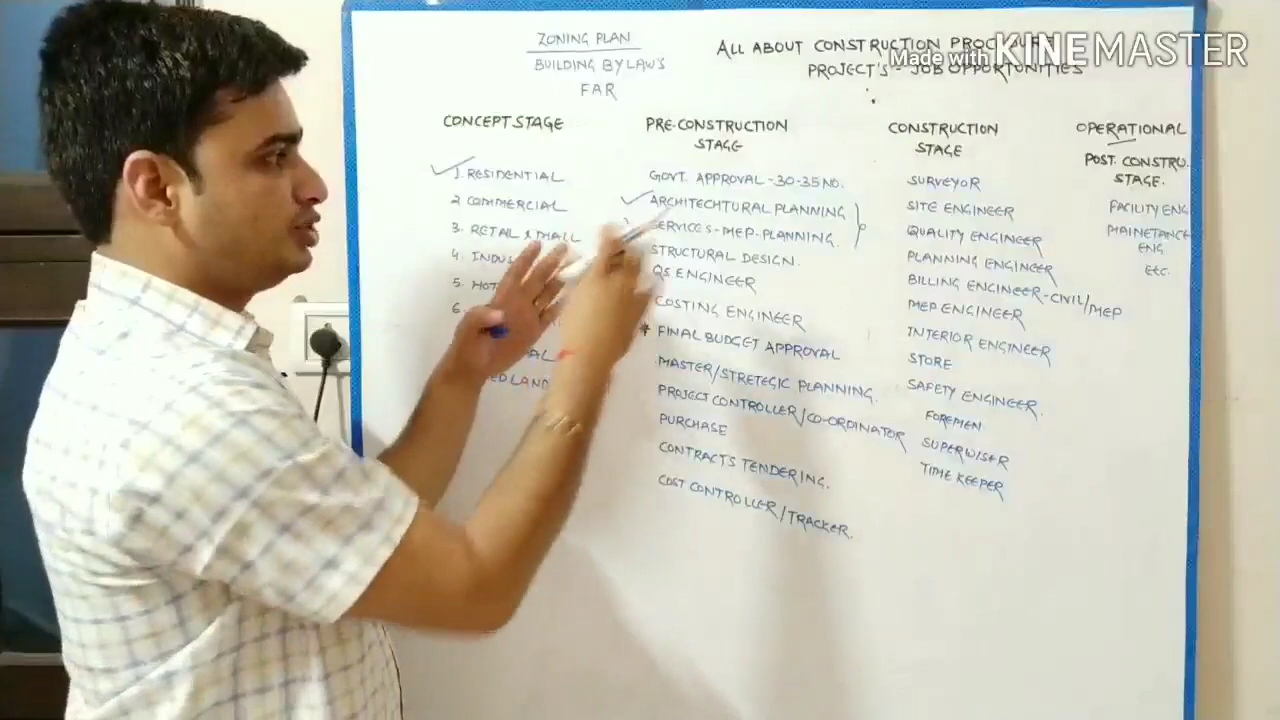 ZONING PLAN
BUILDING BYLAWS
FAR
ALL ABOUT CONSTRUCTION
PROJECT'S - JOB OPPORTUNITIES
Made with KINEMASTER
CONCEPT STAGE
1. RESIDENTIAL
2 COMMERCIAL
3. RETAL & MALL
4.
5.
6.
PRE-CONSTRUCTION
STAGE
GOVT. APPROVAL - 30-35 NO.
ARCHITECHTURAL PLANNING
SERVICES - MEP - PLANNING.
STRUCTURAL DESIGN.
QS. ENGINEER
COSTING ENGINEER
* FINAL BUDGET APPROVAL
MASTER/STRETEGIC PLANNING.
PROJECT CONTROLLER/CO-ORDINATOR
PURCHASE
CONTRACTS TENDERING.
COST CONTROLLER/TRACKER.
CONSTRUCTION
STAGE
SURVEYOR
SITE ENGINEER
QUALITY ENGINEER
PLANNING ENGINEER
BILLING ENGINEER - CIVIL/MEP
MEP ENGINEER
INTERIOR ENGINEER
STORE
SAFETY ENGINEER.
FOREMEN
SUPERWISER
TIME KEEPER
OPERATIONAL
POST. CONSTRU.
STAGE.
FACILITY ENG
MAINETANCE
ENG
ETC.